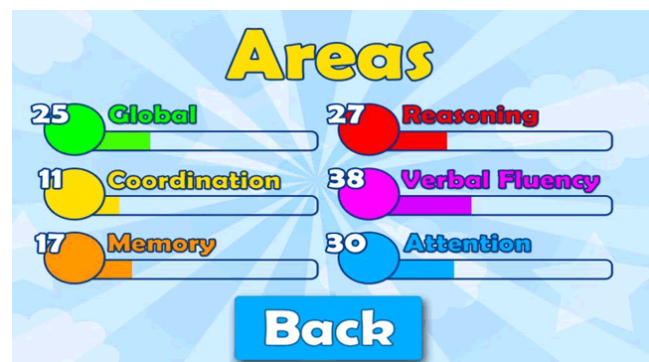 Areas
25 Global
27 Reasoning
11 Coordination
38 Verbal Fluency
17 Memory
30 Attention
Back